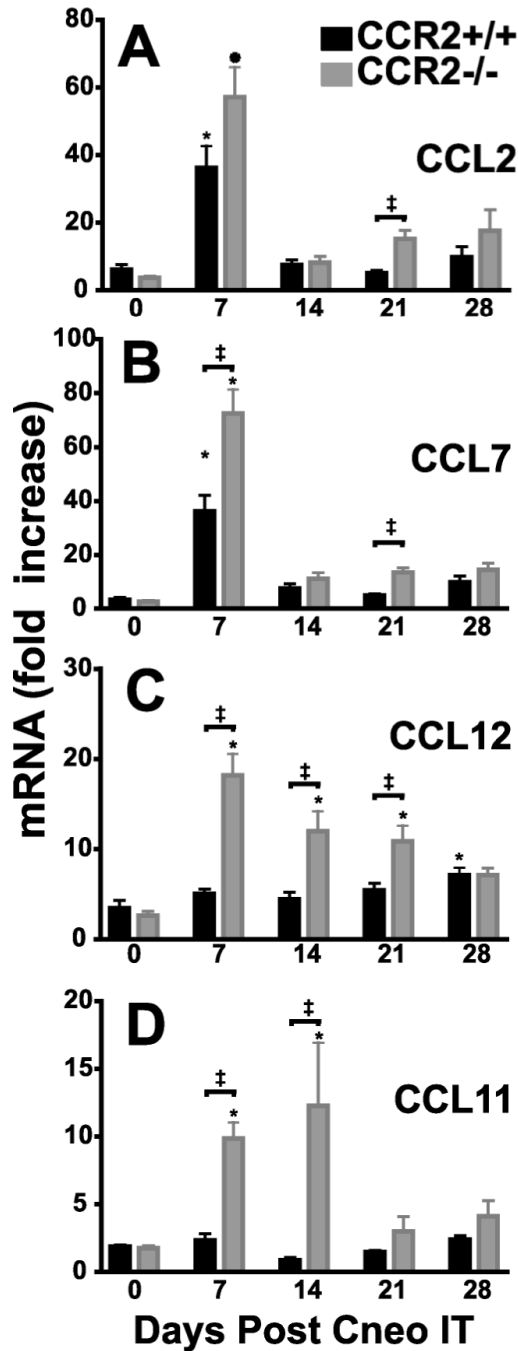 A
CCR2+/+
CCR2-/-
CCL2
80
60
40
20
0
*
●
‡
0 7 14 21 28
B
CCL7
100
80
60
40
20
0
‡
*
*
‡
0 7 14 21 28
C
CCL12
30
20
10
0
‡
*
‡
*
‡
*
*
0 7 14 21 28
D
CCL11
20
15
10
5
0
‡
*
‡
*
0 7 14 21 28
mRNA (fold increase)
Days Post Cneo IT